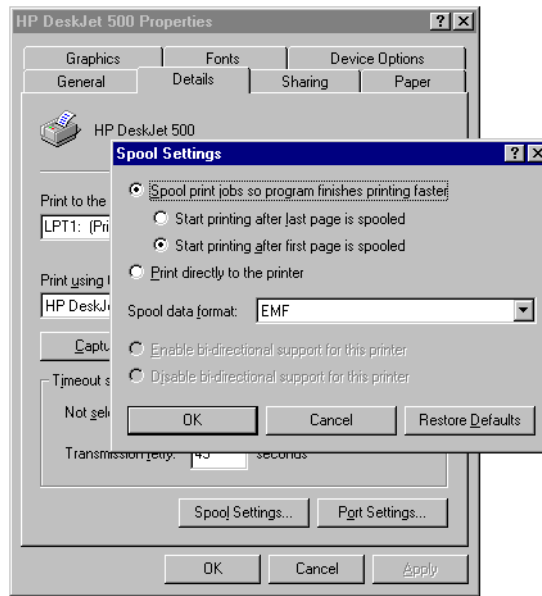 HP DeskJet 500 Properties
Graphics Fonts Device Options
General Details Sharing Paper
HP DeskJet 500
Spool Settings
Spool print jobs so program finishes printing faster
Start printing after last page is spooled
Start printing after first page is spooled
Print directly to the printer
Spool data format: EMF
Enable bi-directional support for this printer
Disable bi-directional support for this printer
OK Cancel Restore Defaults
Print to the
LPT1: (Pri
Print using
HP DeskJe
Captu
Timeout s
Not sele
Transmission retry: 45 seconds
Spool Settings... Port Settings...
OK Cancel Apply